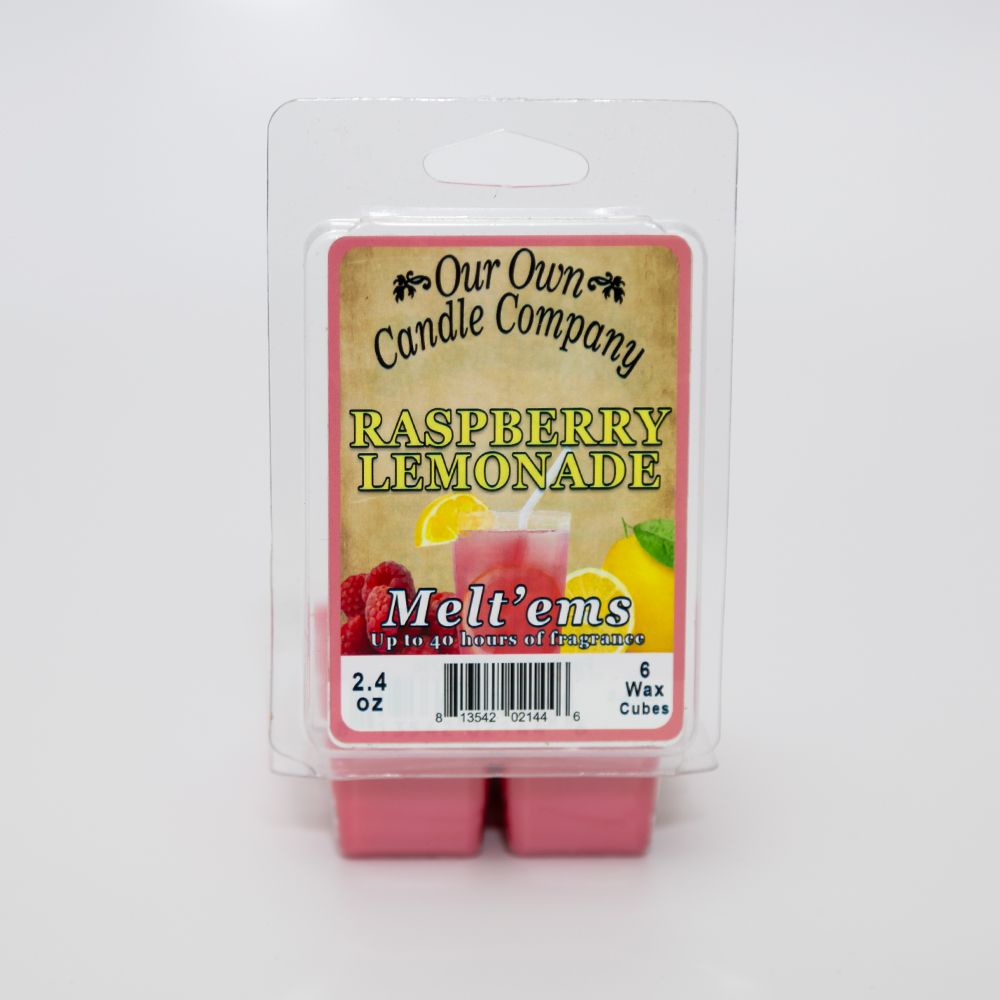 Our Own
Candle Company
RASPBERRY
LEMONADE
Melt'ems
Up to 40 hours of fragrance
2.4
oz
8 13542 02144 6
6
Wax
Cubes